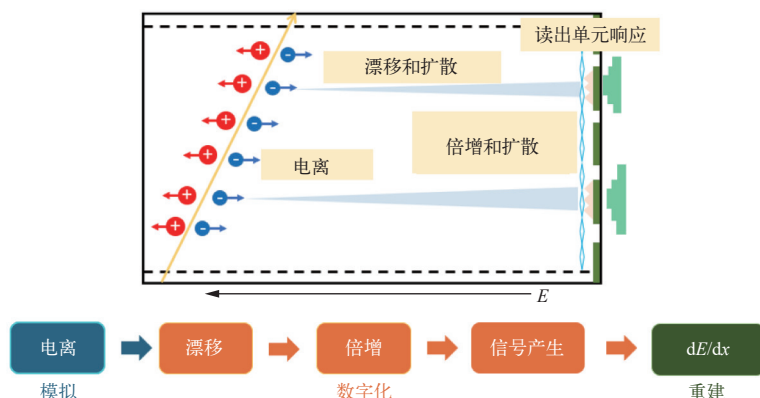 读出单元响应
漂移和扩散
倍增和扩散
电离
E
电离
漂移
倍增
信号产生
dE/dx
模拟
数字化
重建